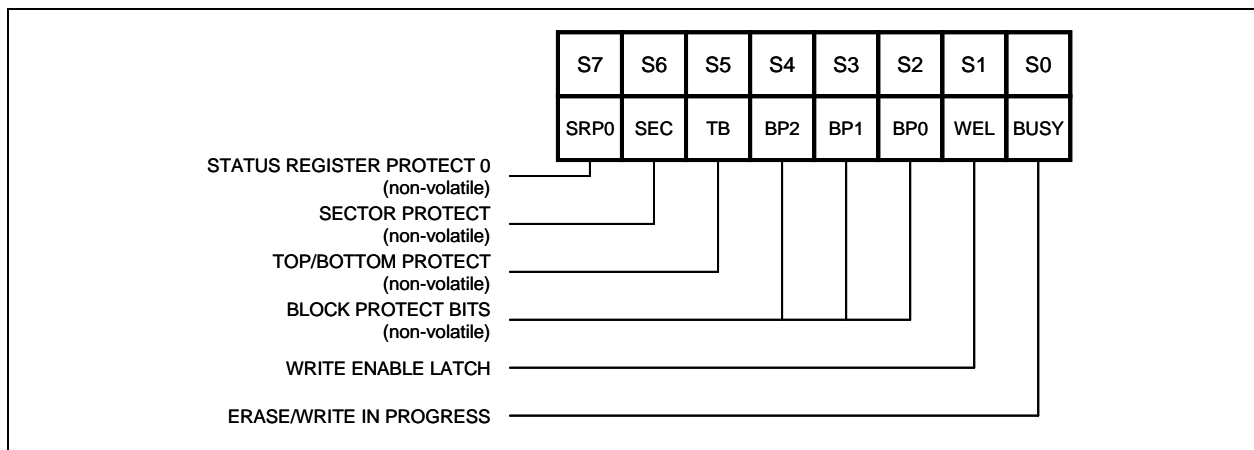 S7 S6 S5 S4 S3 S2 S1 S0
SRP0 SEC TB BP2 BP1 BP0 WEL BUSY
STATUS REGISTER PROTECT 0
(non-volatile)
SECTOR PROTECT
(non-volatile)
TOP/BOTTOM PROTECT
(non-volatile)
BLOCK PROTECT BITS
(non-volatile)
WRITE ENABLE LATCH
ERASE/WRITE IN PROGRESS